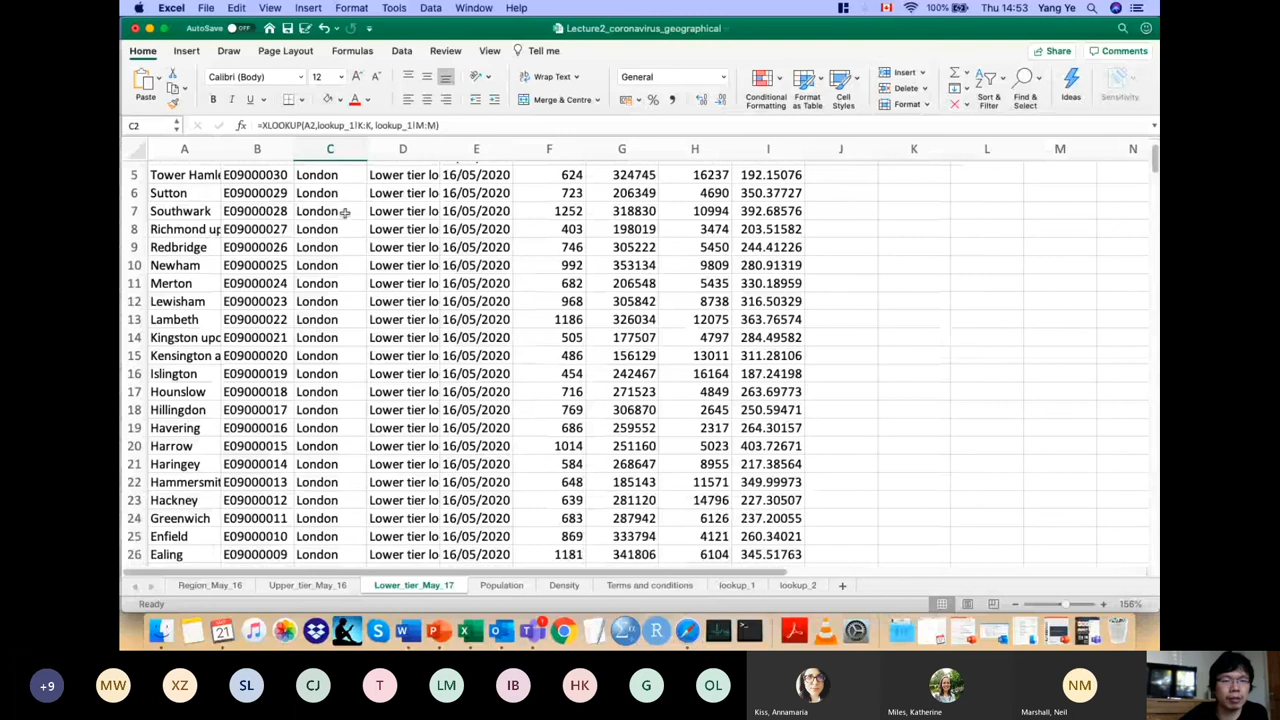 Excel File Edit View Insert Format Tools Data Window Help Thu 14:53 Yang Ye
AutoSave OFF Lecture2_coronavirus_geographical
Home Insert Draw Page Layout Formulas Data Review View Tell me Share Comments
Paste Calibri (Body) 12 Wrap Text General Conditional Formatting Format as Table Cell Styles Insert Sort & Filter Find & Select Ideas Sensitivity
B I U Merge & Centre Delete Format
C2 fx =XLOOKUP(A2,lookup_1!K:K, lookup_1!M:M)
A B C D E F G H I J K L M N
5 Tower Hamle E09000030 London Lower tier lo 16/05/2020 624 324745 16237 192.15076
6 Sutton E09000029 London Lower tier lo 16/05/2020 723 206349 4690 350.37727
7 Southwark E09000028 London Lower tier lo 16/05/2020 1252 318830 10994 392.68576
8 Richmond up E09000027 London Lower tier lo 16/05/2020 403 198019 3474 203.51582
9 Redbridge E09000026 London Lower tier lo 16/05/2020 746 305222 5450 244.41226
10 Newham E09000025 London Lower tier lo 16/05/2020 992 353134 9809 280.91319
11 Merton E09000024 London Lower tier lo 16/05/2020 682 206548 5435 330.18959
12 Lewisham E09000023 London Lower tier lo 16/05/2020 968 305842 8738 316.50329
13 Lambeth E09000022 London Lower tier lo 16/05/2020 1186 326034 12075 363.76574
14 Kingston upo E09000021 London Lower tier lo 16/05/2020 505 177507 4797 284.49582
15 Kensington a E09000020 London Lower tier lo 16/05/2020 486 156129 13011 311.28106
16 Islington E09000019 London Lower tier lo 16/05/2020 454 242467 16164 187.24198
17 Hounslow E09000018 London Lower tier lo 16/05/2020 716 271523 4849 263.69773
18 Hillingdon E09000017 London Lower tier lo 16/05/2020 769 306870 2645 250.59471
19 Havering E09000016 London Lower tier lo 16/05/2020 686 259552 2317 264.30157
20 Harrow E09000015 London Lower tier lo 16/05/2020 1014 251160 5023 403.72671
21 Haringey E09000014 London Lower tier lo 16/05/2020 584 268647 8955 217.38564
22 Hammersmit E09000013 London Lower tier lo 16/05/2020 648 185143 11571 349.99973
23 Hackney E09000012 London Lower tier lo 16/05/2020 639 281120 14796 227.30507
24 Greenwich E09000011 London Lower tier lo 16/05/2020 683 287942 6126 237.20055
25 Enfield E09000010 London Lower tier lo 16/05/2020 869 333794 4121 260.34021
26 Ealing E09000009 London Lower tier lo 16/05/2020 1181 341806 6104 345.51763
Region_May_16 Upper_tier_May_16 Lower_tier_May_17 Population Density Terms and conditions lookup_1 lookup_2
Ready 156%
+9 MW XZ SL CJ T LM IB HK G OL NM
Kiss, Annamaria Miles, Katherine Marshall, Neil